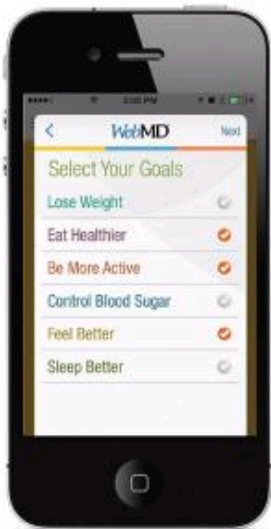 WebMD
Next
Select Your Goals
Lose Weight
Eat Healthier
Be More Active
Control Blood Sugar
Feel Better
Sleep Better